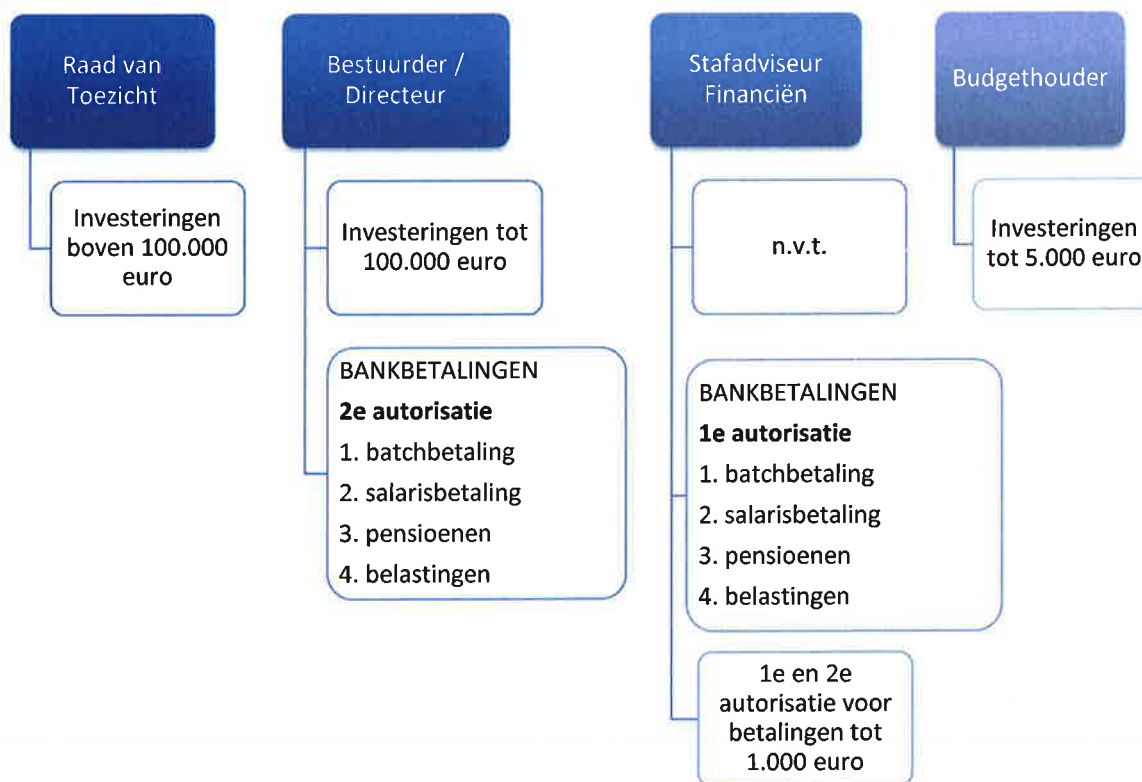 Raad van
Toezicht
Investeringen
boven 100.000
euro
Bestuurder /
Directeur
Investeringen tot
100.000 euro
BANKBETALINGEN
2e autorisatie
1. batchbetaling
2. salarisbetaling
3. pensioenen
4. belastingen
Stafadviseur
Financiën
n.v.t.
BANKBETALINGEN
1e autorisatie
1. batchbetaling
2. salarisbetaling
3. pensioenen
4. belastingen
1e en 2e
autorisatie voor
betalingen tot
1.000 euro
Budgethouder
Investeringen
tot 5.000 euro